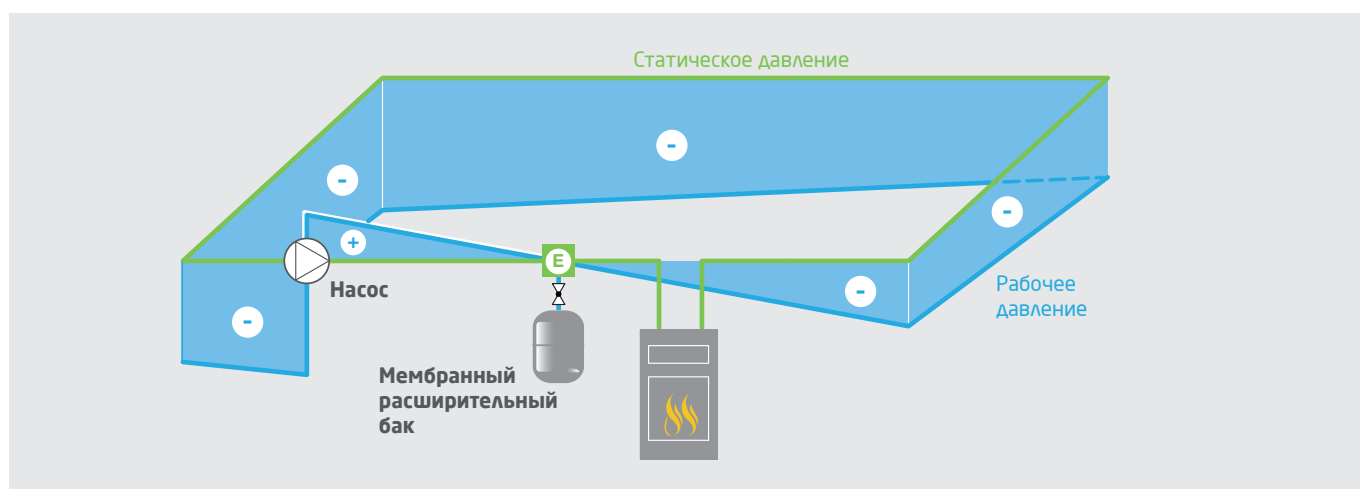 Статическое давление
-
-
+
E
-
Насос
Рабочее
давление
-
-
Мембранный
расширительный
бак